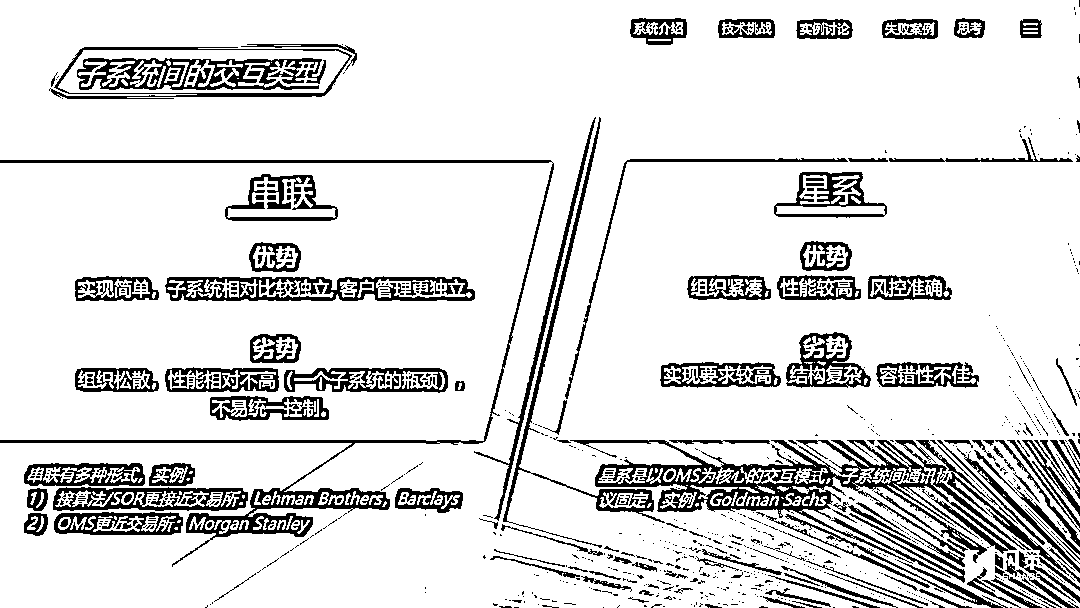 系统介绍 技术挑战 实例讨论 失败案例 思考
子系统间的交互类型
串联
优势
实现简单，子系统相对比较独立,客户管理更独立。
劣势
组织松散，性能相对不高（一个子系统的瓶颈），
不易统一控制。
串联有多种形式，实例：
1） 接算法/SOR更接近交易所：Lehman Brothers，Barclays
2） OMS更近交易所：Morgan Stanley
星系
优势
组织紧凑，性能较高，风控准确。
劣势
实现要求较高，结构复杂，容错性不佳。
星系是以OMS为核心的交互模式，子系统间通讯协
议固定，实例：Goldman Sachs